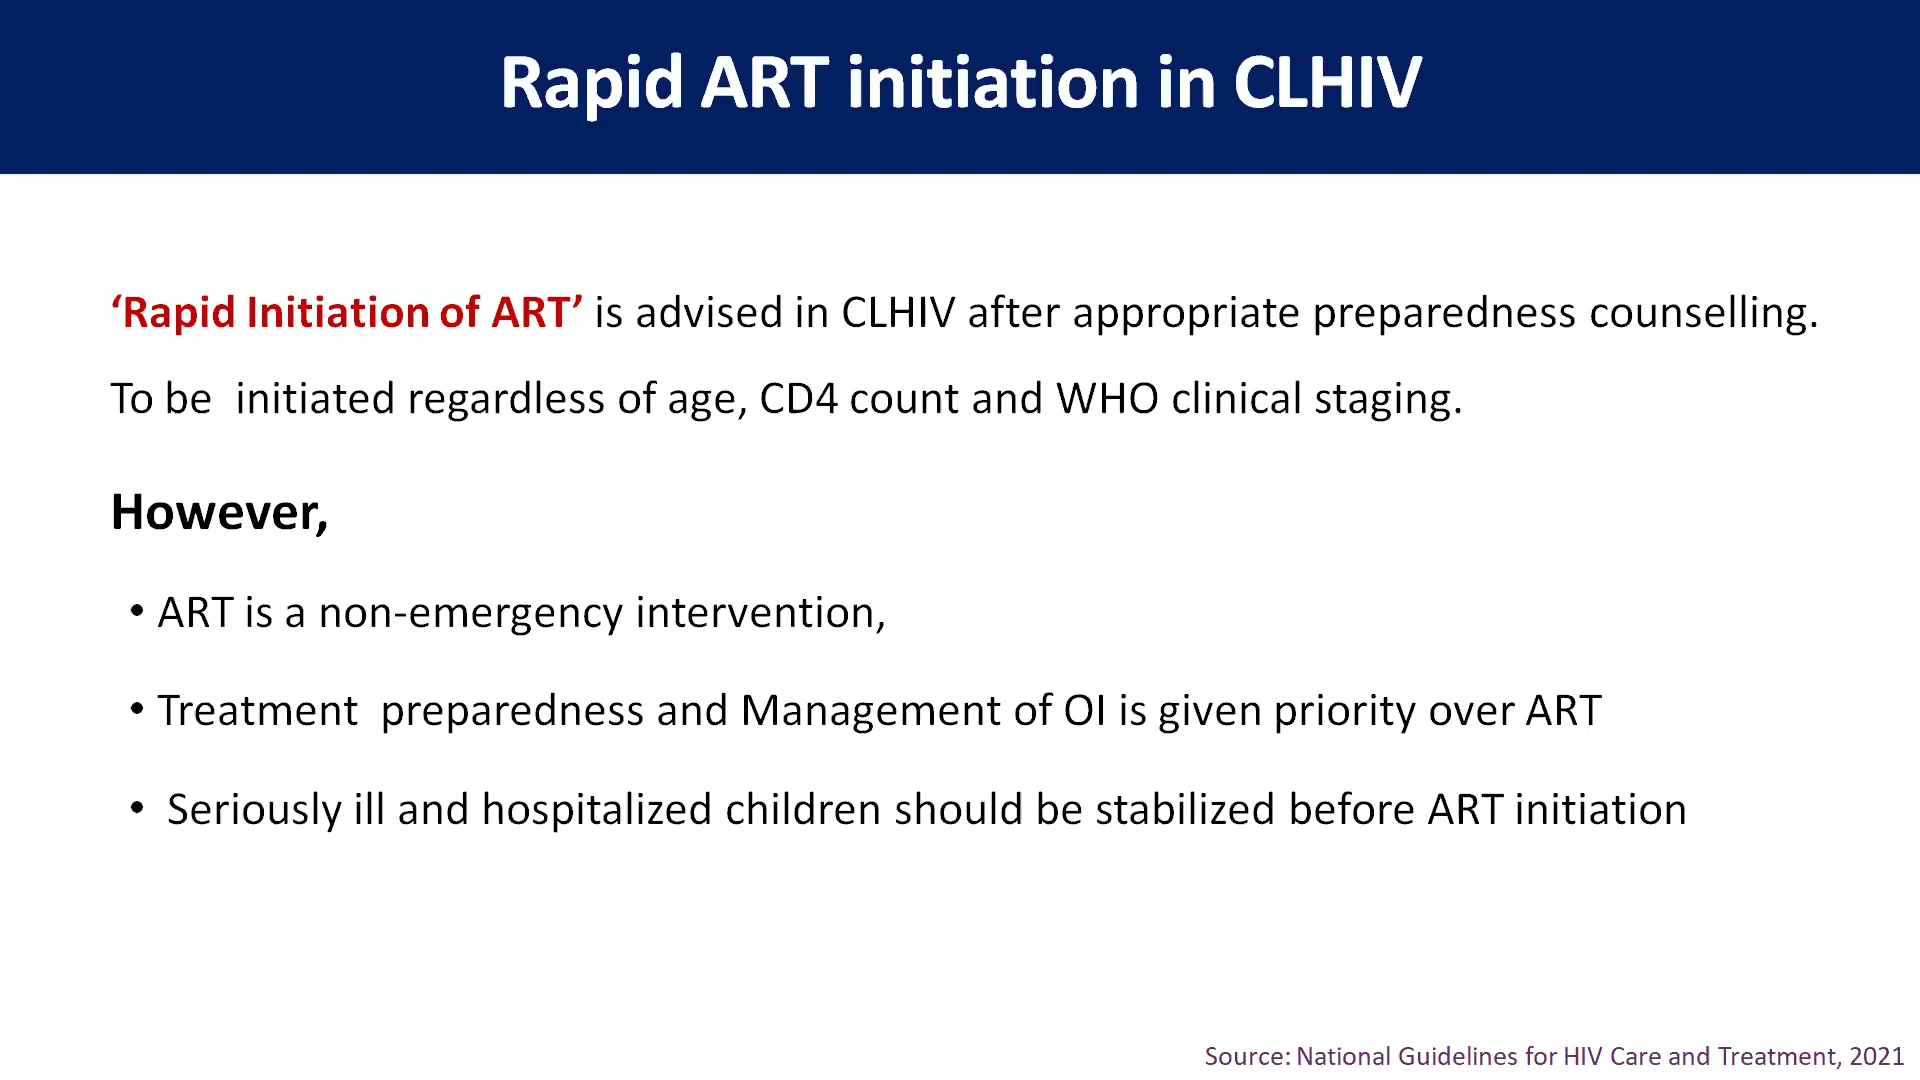 Rapid ART initiation in CLHIV
‘Rapid Initiation of ART’ is advised in CLHIV after appropriate preparedness counselling.
To be  initiated regardless of age, CD4 count and WHO clinical staging.
However,
• ART is a non-emergency intervention,
• Treatment  preparedness and Management of OI is given priority over ART
•  Seriously ill and hospitalized children should be stabilized before ART initiation
Source: National Guidelines for HIV Care and Treatment, 2021